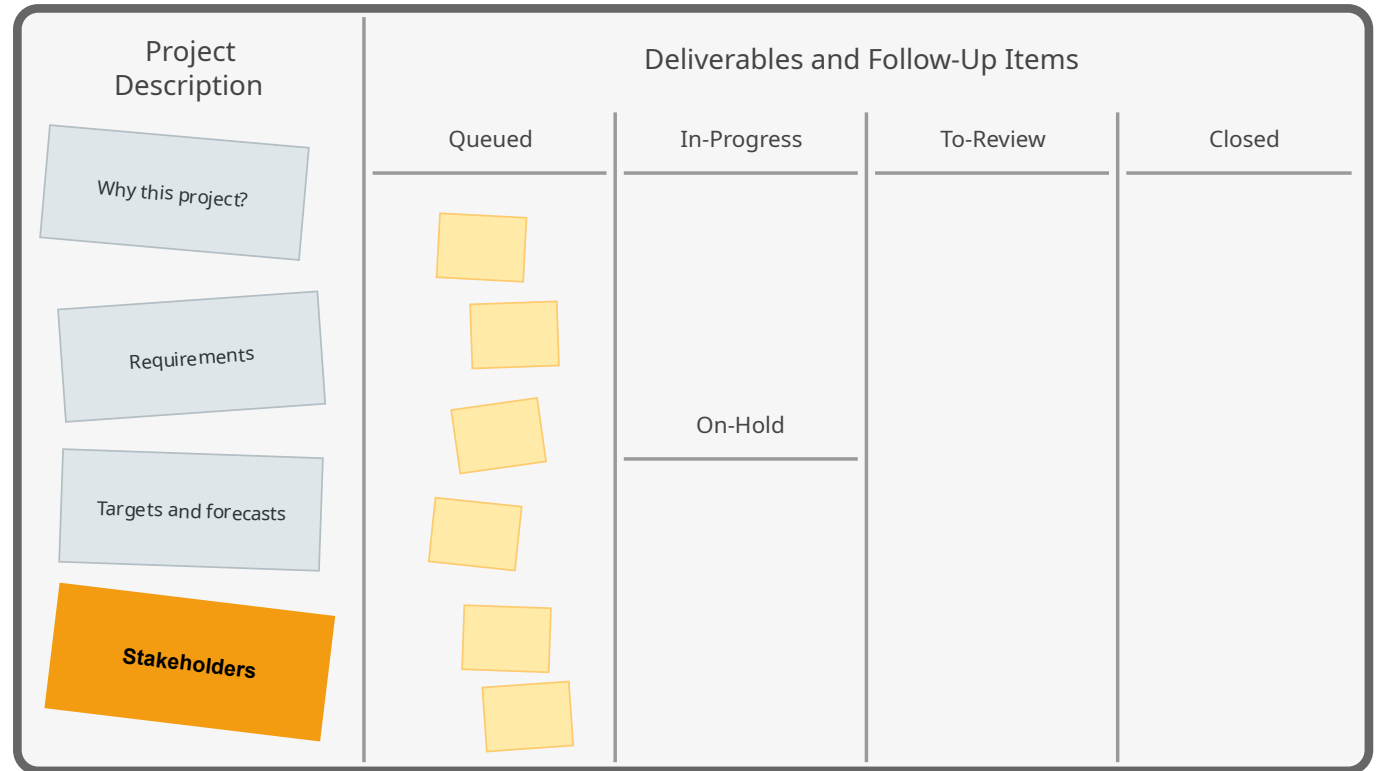 Project
Description
Deliverables and Follow-Up Items
Queued
In-Progress
To-Review
Closed
Why this project?
Requirements
On-Hold
Targets and forecasts
Stakeholders